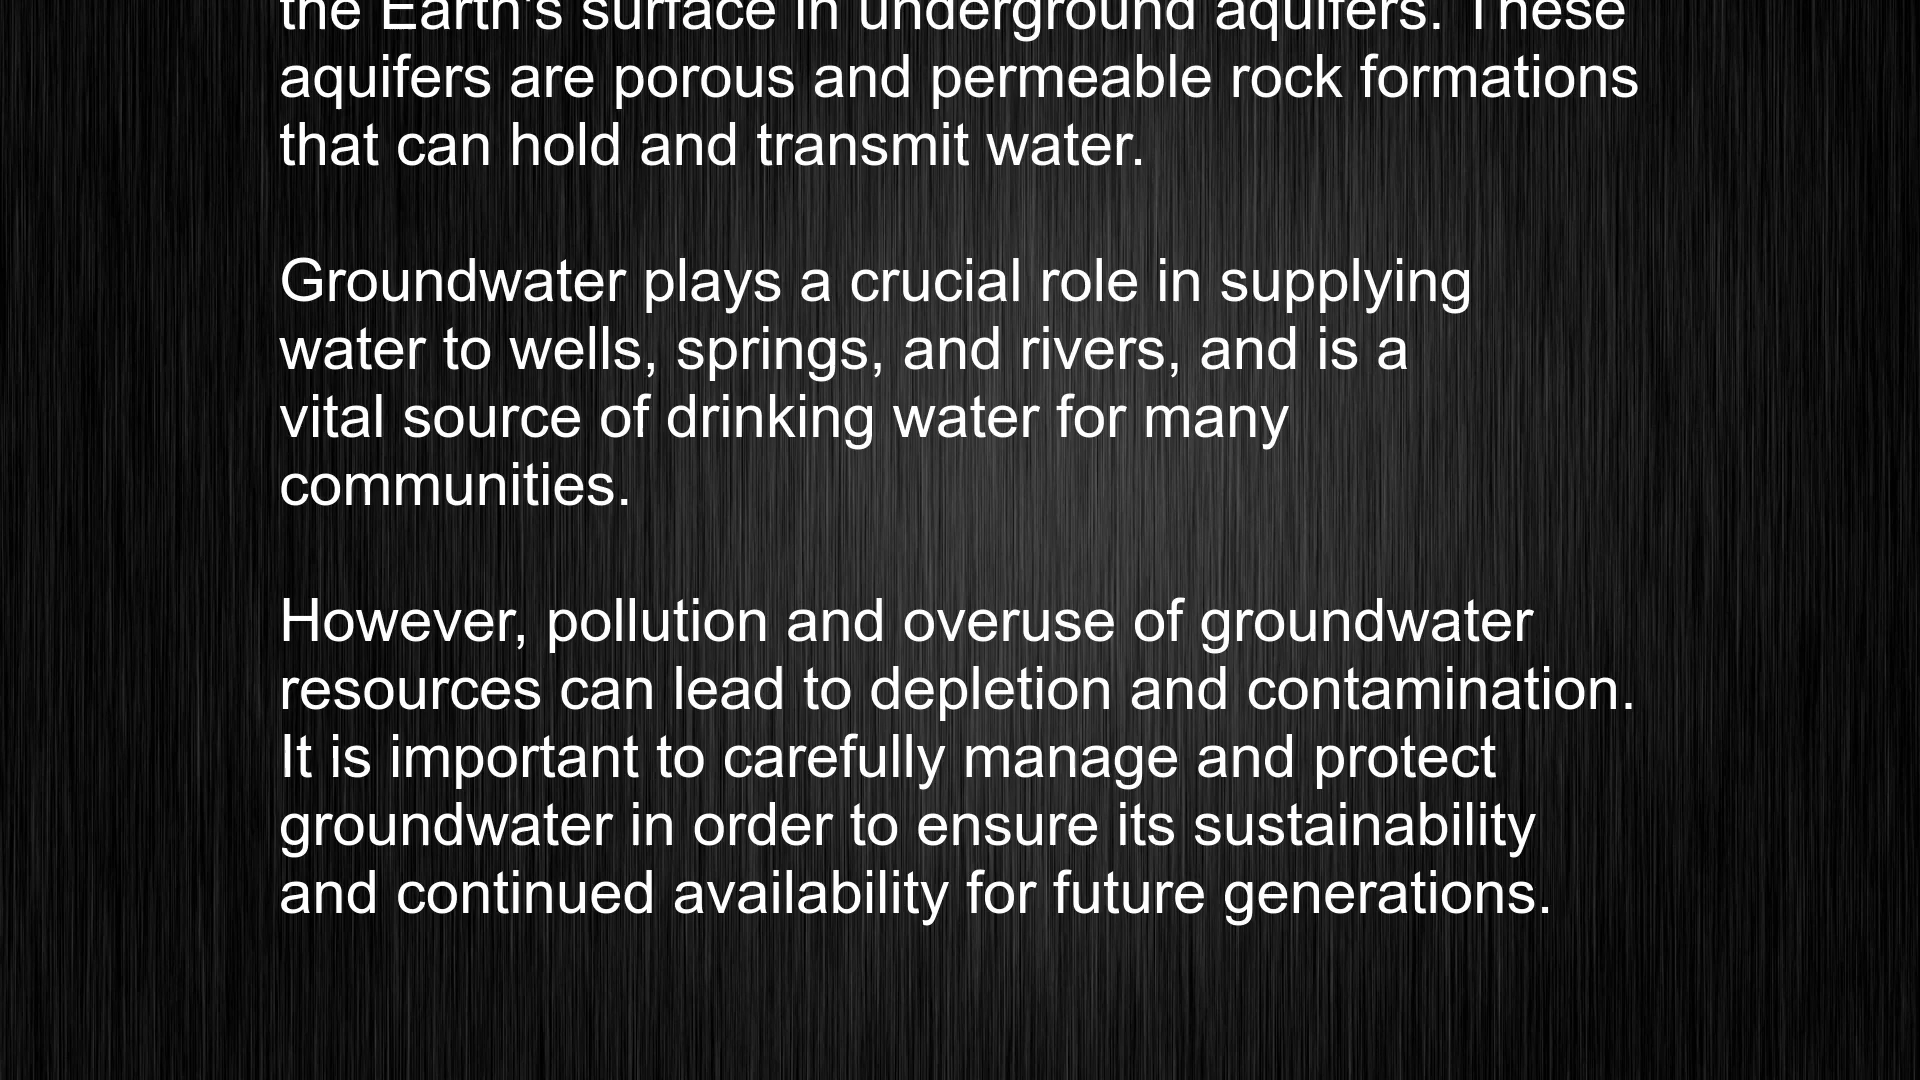 the Earth's surface in underground aquifers. These
aquifers are porous and permeable rock formations
that can hold and transmit water.
Groundwater plays a crucial role in supplying
water to wells, springs, and rivers, and is a
vital source of drinking water for many
communities.
However, pollution and overuse of groundwater
resources can lead to depletion and contamination.
It is important to carefully manage and protect
groundwater in order to ensure its sustainability
and continued availability for future generations.